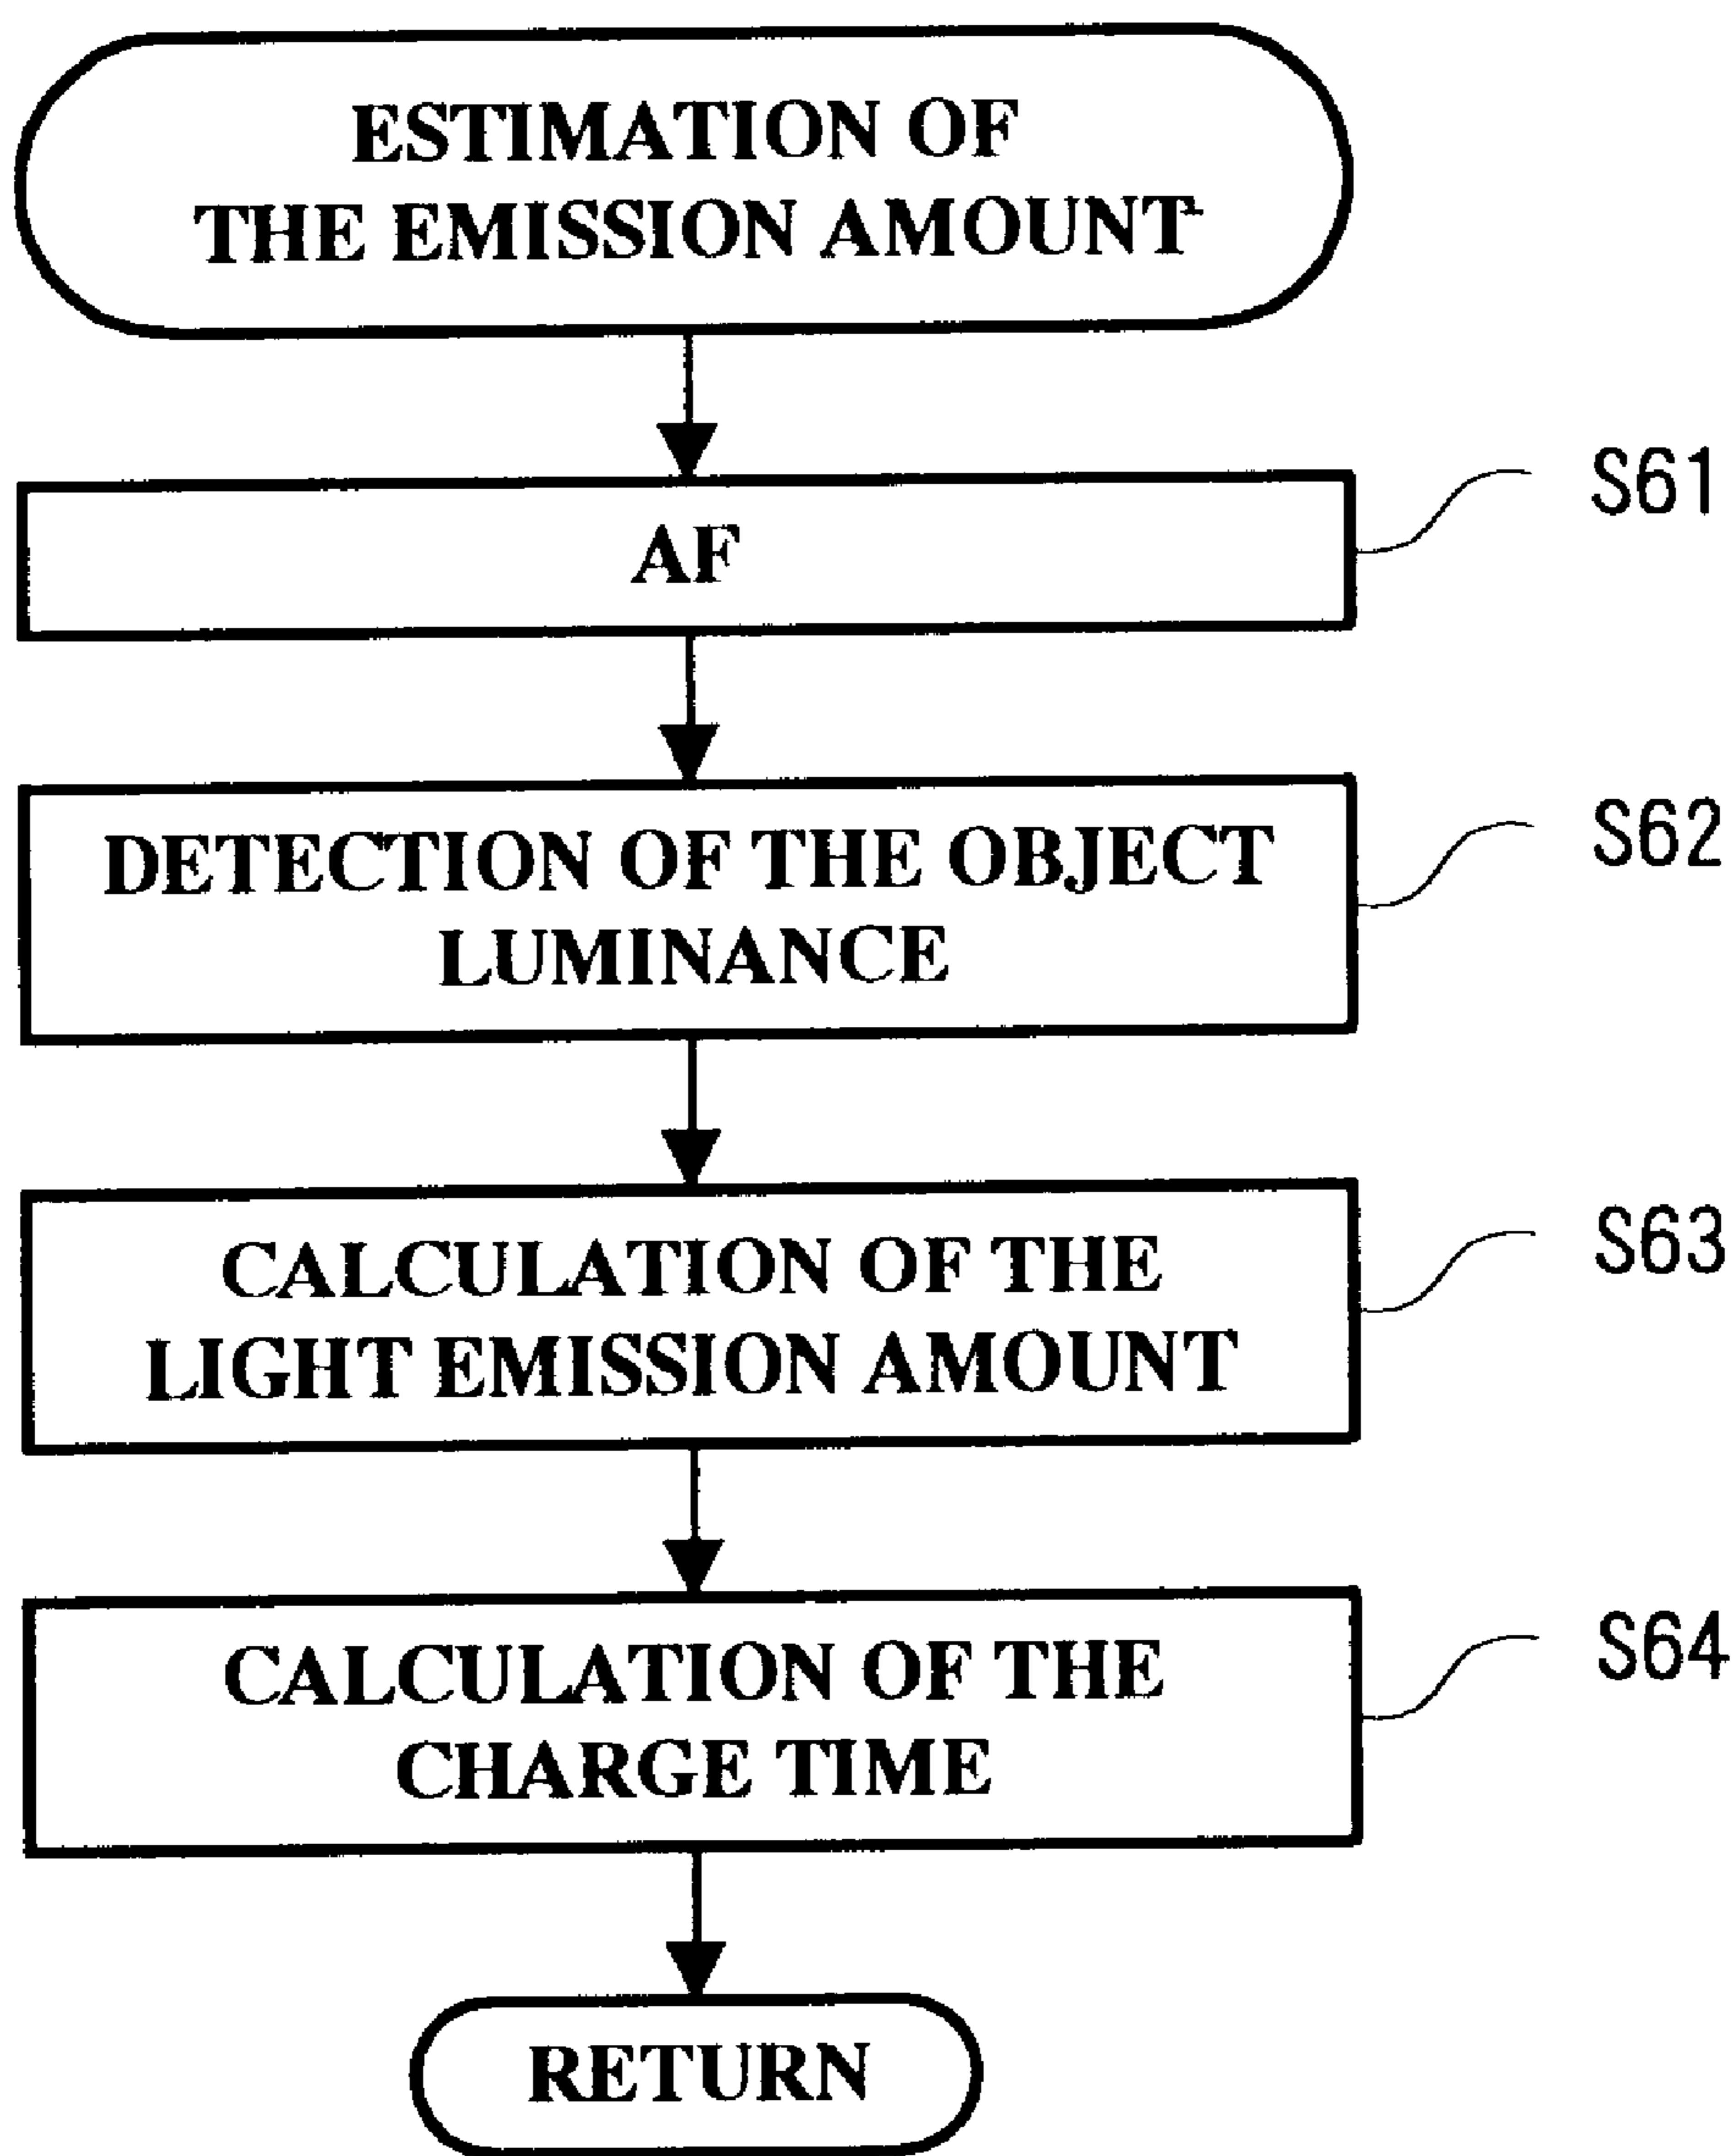 ESTIMATION OF
THE EMISSION AMOUNT
S61
AF
S62
DETECTION OF THE OBJECT
LUMINANCE
S63
CALCULATION OF THE
LIGHT EMISSION AMOUNT
S64
CALCULATION OF THE
CHARGE TIME
RETURN